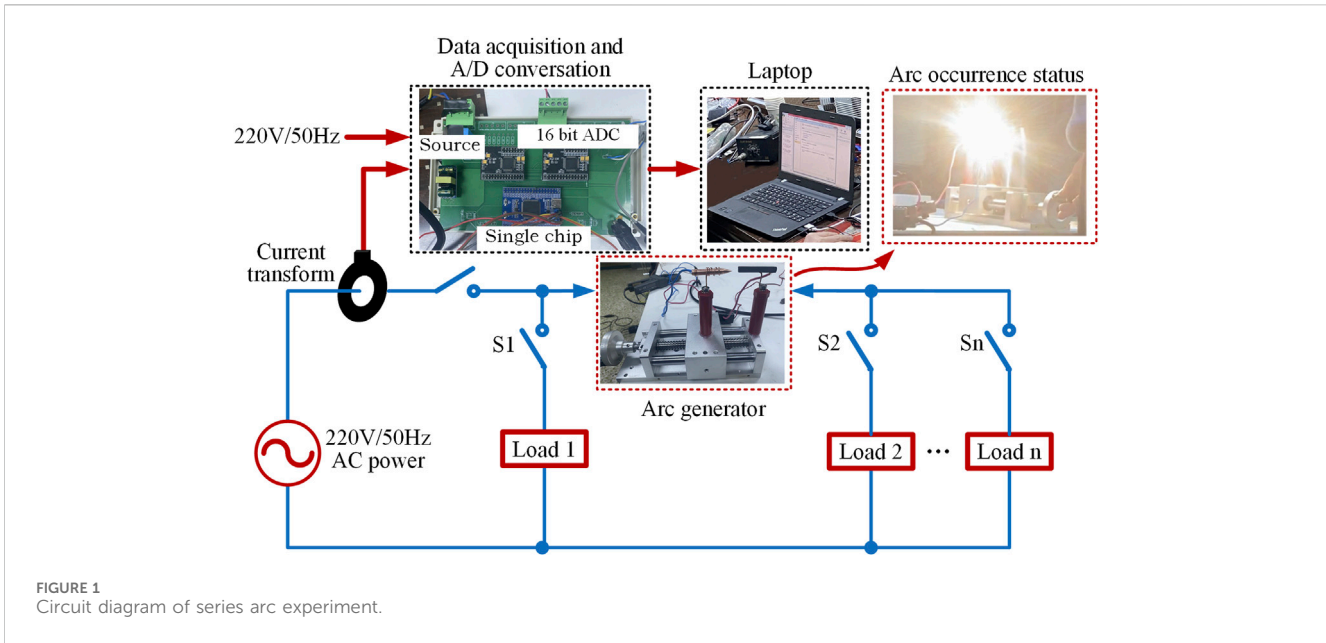 Data acquisition and
A/D conversation
Laptop
Arc occurrence status
220V/50Hz
Source
16 bit ADC
Single chip
Current
transform
S1
S2
Sn
Arc generator
220V/50Hz
AC power
Load 1
Load 2
...
Load n
FIGURE 1
Circuit diagram of series arc experiment.